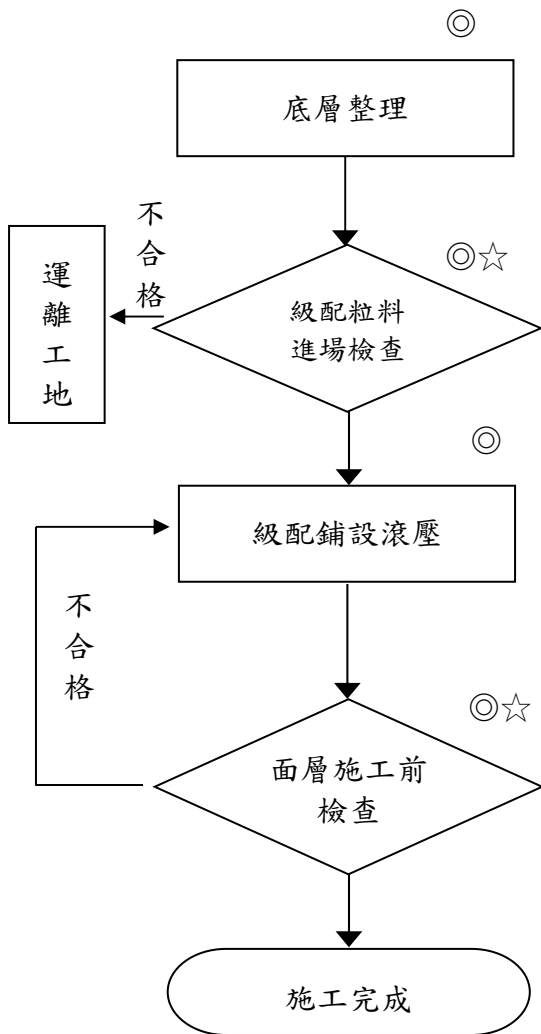 ◎
底層整理
不合格
◎☆
運離工地
級配粒料
進場檢查
◎
級配鋪設滾壓
不合格
◎☆
面層施工前
檢查
施工完成